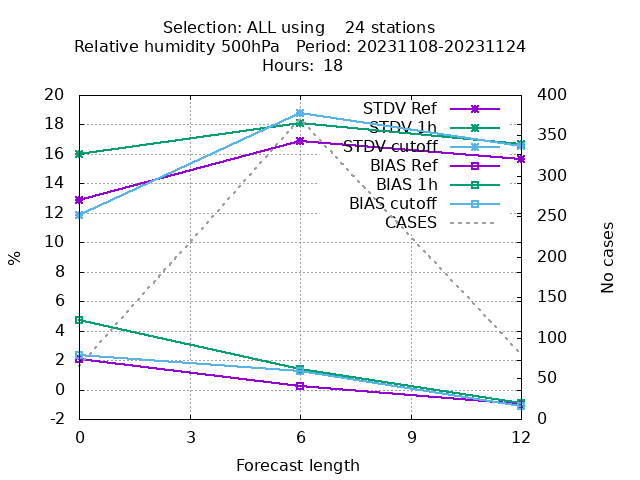 Selection: ALL using 24 stations
Relative humidity 500hPa Period: 20231108-20231124
Hours: 18
20
18
16
14
12
10
8
6
4
2
0
-2
%
400
350
300
250
200
150
100
50
0
No cases
STDV Ref
STDV 1h
STDV cutoff
BIAS Ref
BIAS 1h
BIAS cutoff
CASES
0 3 6 9 12
Forecast length